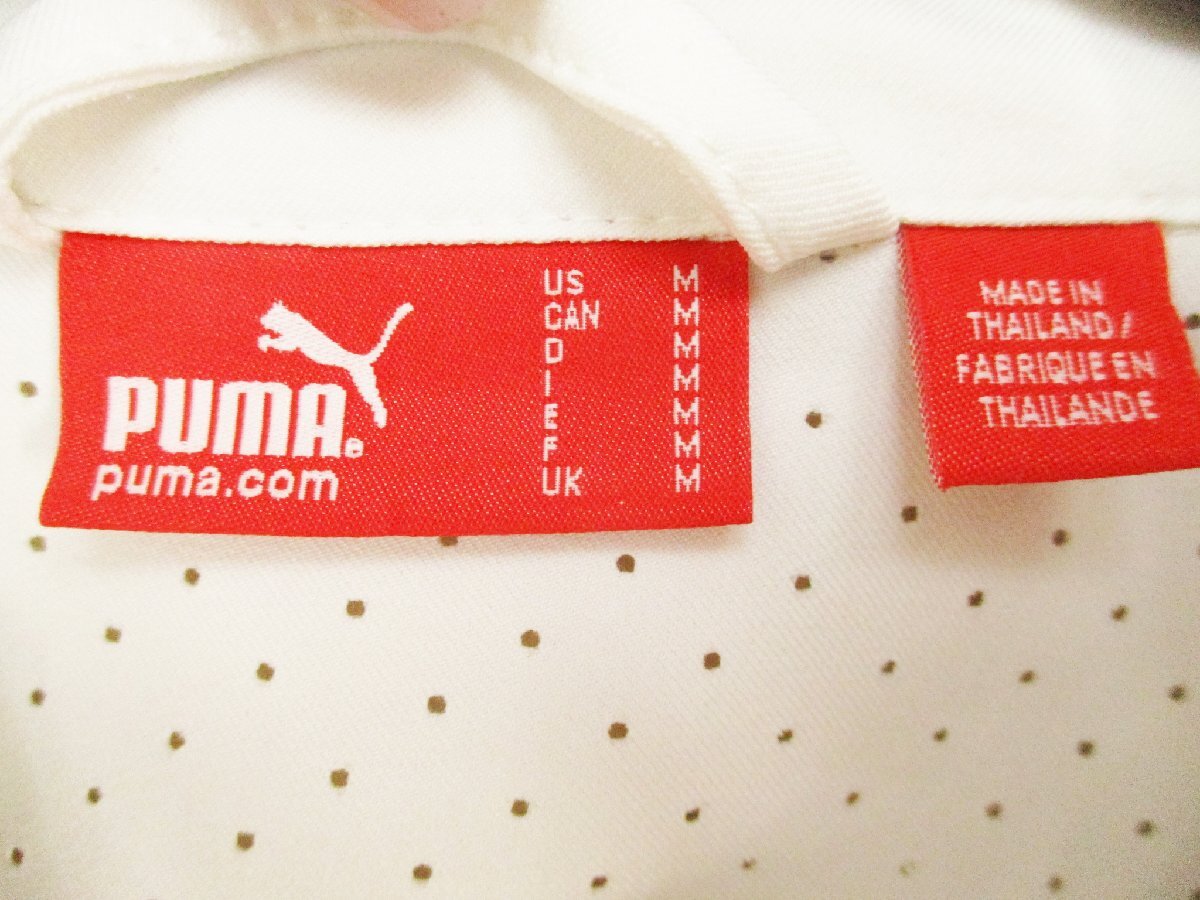 PUMA®
puma.com
US M
CAN M
D M
I M
E M
F M
UK M
MADE IN
THAILAND/
FABRIQUE EN
THAILANDE